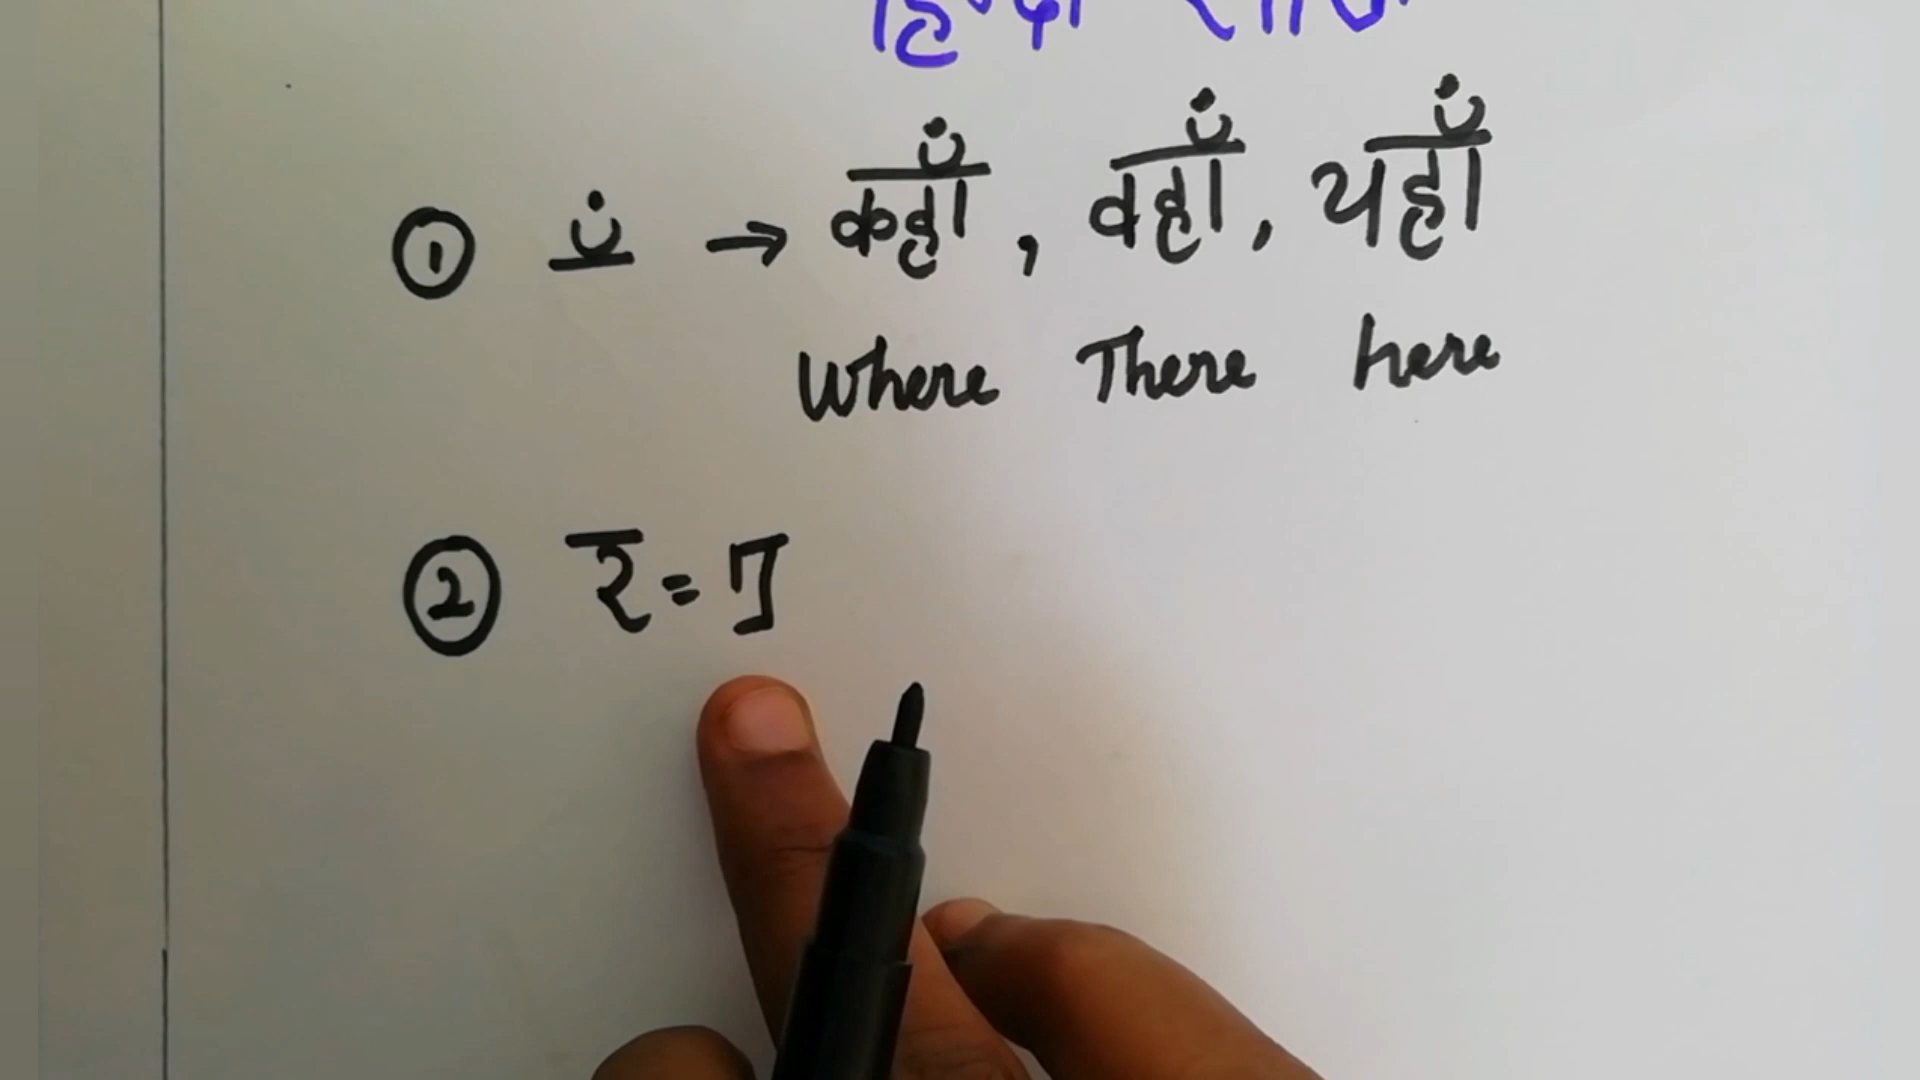 ① ँ → कहाँ, वहाँ, यहाँ
Where There here
② र =